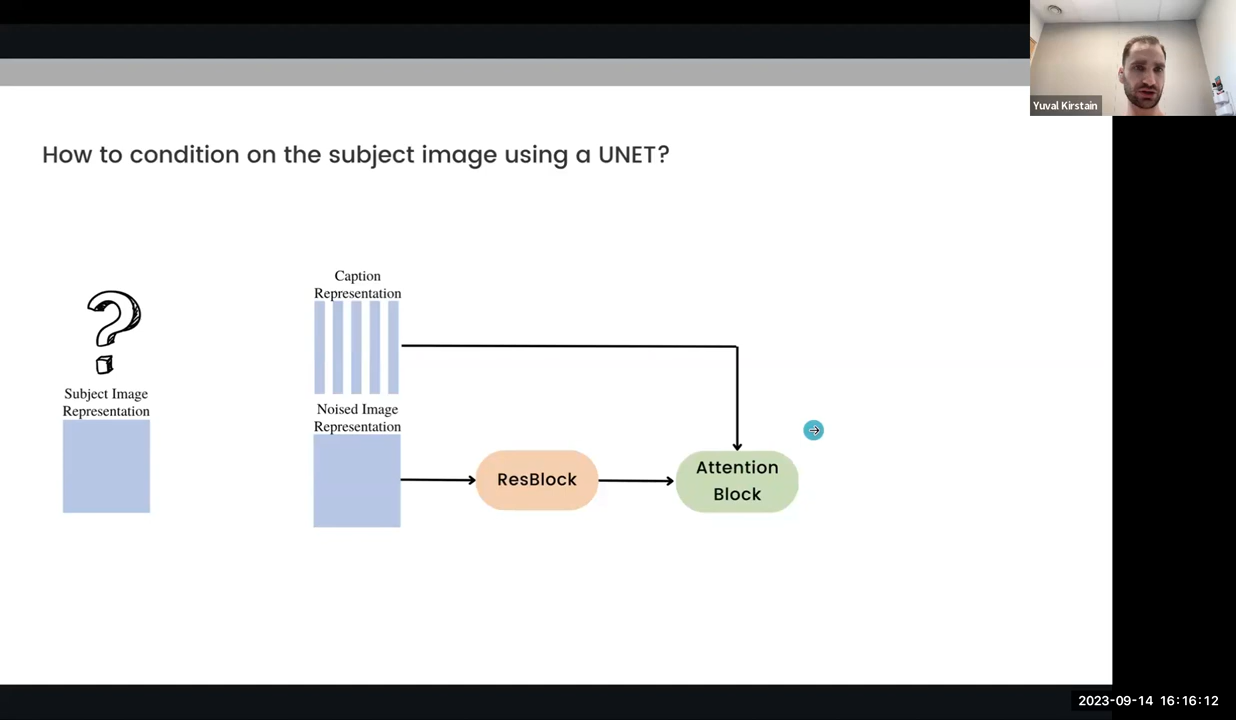 Yuval Kirstain
How to condition on the subject image using a UNET?
Caption
Representation
Subject Image
Representation
Noised Image
Representation
ResBlock
Attention
Block
2023-09-14 16:16:12